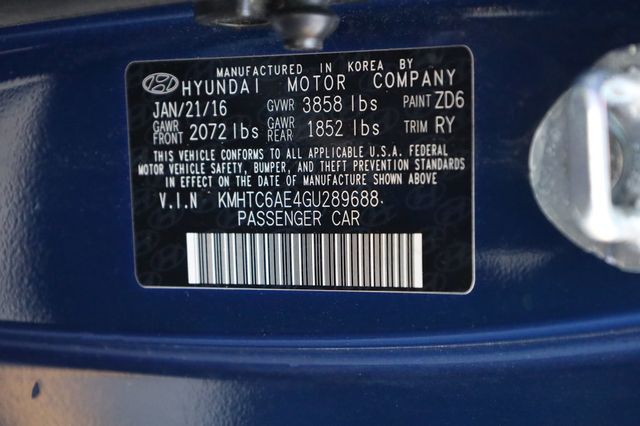 MANUFACTURED IN KOREA BY
HYUNDAI MOTOR COMPANY
JAN/21/16 GVWR 3858 lbs PAINT ZD6
GAWR FRONT 2072 lbs GAWR REAR 1852 lbs TRIM RY
THIS VEHICLE CONFORMS TO ALL APPLICABLE U.S.A. FEDERAL
MOTOR VEHICLE SAFETY, BUMPER, AND THEFT PREVENTION STANDARDS
IN EFFECT ON THE DATE OF MANUFACTURE SHOWN ABOVE
V.I.N KMHTC6AE4GU289688
PASSENGER CAR